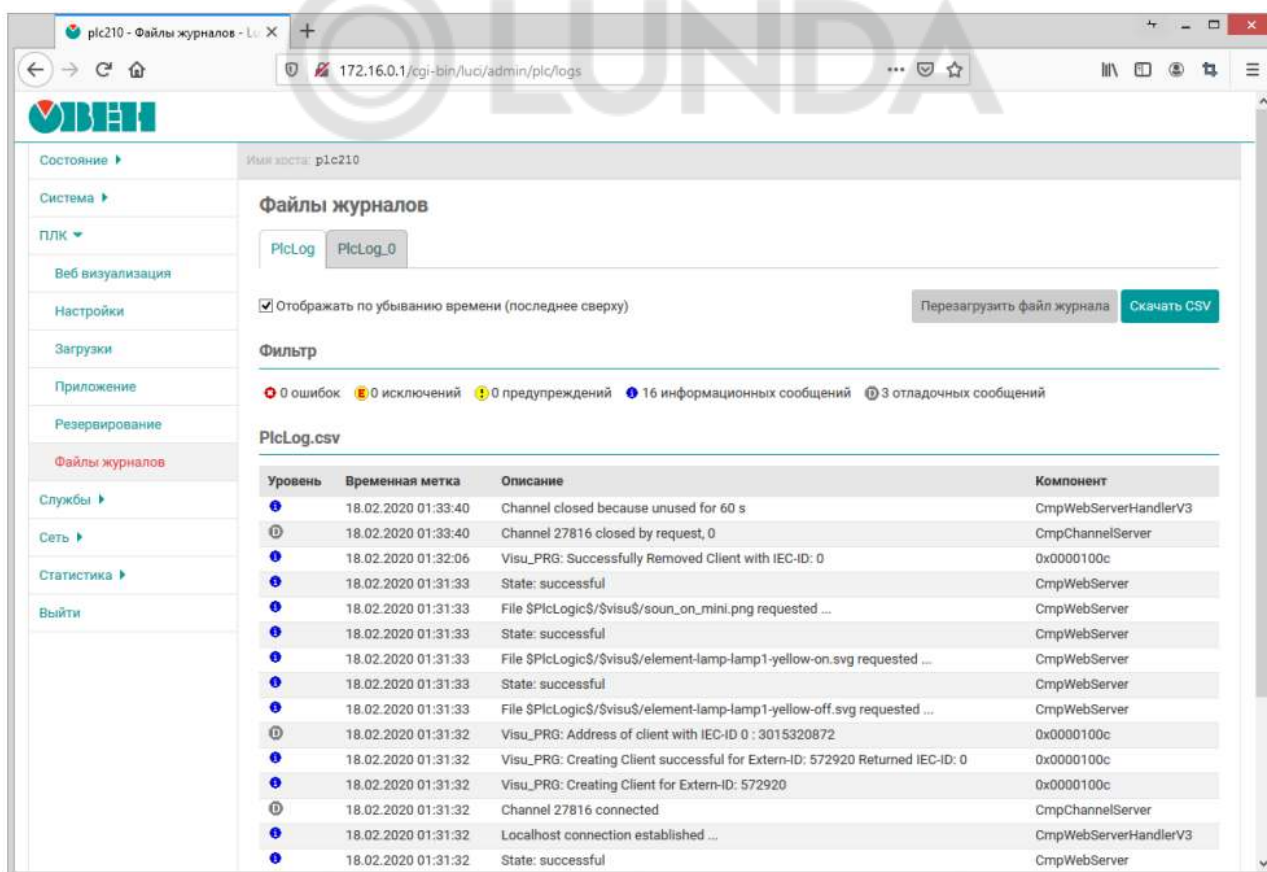 LUNDA
plc210 - Файлы журналов - Lu
172.16.0.1/cgi-bin/luci/admin/plc/logs
ОВЕН
Имя хоста: plc210
Состояние
Система
ПЛК
Веб визуализация
Настройки
Загрузки
Приложение
Резервирование
Файлы журналов
Службы
Сеть
Статистика
Выйти
Файлы журналов
PlcLog PlcLog_0
Отображать по убыванию времени (последнее сверху) Перезагрузить файл журнала Скачать CSV
Фильтр
0 ошибок E 0 исключений ! 0 предупреждений i 16 информационных сообщений D 3 отладочных сообщений
PlcLog.csv
Уровень Временная метка Описание Компонент
i 18.02.2020 01:33:40 Channel closed because unused for 60 s CmpWebServerHandlerV3
D 18.02.2020 01:33:40 Channel 27816 closed by request, 0 CmpChannelServer
i 18.02.2020 01:32:06 Visu_PRG: Successfully Removed Client with IEC-ID: 0 0x0000100c
i 18.02.2020 01:31:33 State: successful CmpWebServer
i 18.02.2020 01:31:33 File $PlcLogic$/$visu$/soun_on_mini.png requested ... CmpWebServer
i 18.02.2020 01:31:33 State: successful CmpWebServer
i 18.02.2020 01:31:33 File $PlcLogic$/$visu$/element-lamp-lamp1-yellow-on.svg requested ... CmpWebServer
i 18.02.2020 01:31:33 State: successful CmpWebServer
i 18.02.2020 01:31:33 File $PlcLogic$/$visu$/element-lamp-lamp1-yellow-off.svg requested ... CmpWebServer
D 18.02.2020 01:31:32 Visu_PRG: Address of client with IEC-ID 0 : 3015320872 0x0000100c
i 18.02.2020 01:31:32 Visu_PRG: Creating Client successful for Extern-ID: 572920 Returned IEC-ID: 0 0x0000100c
i 18.02.2020 01:31:32 Visu_PRG: Creating Client for Extern-ID: 572920 0x0000100c
D 18.02.2020 01:31:32 Channel 27816 connected CmpChannelServer
i 18.02.2020 01:31:32 Localhost connection established ... CmpWebServerHandlerV3
i 18.02.2020 01:31:32 State: successful CmpWebServer